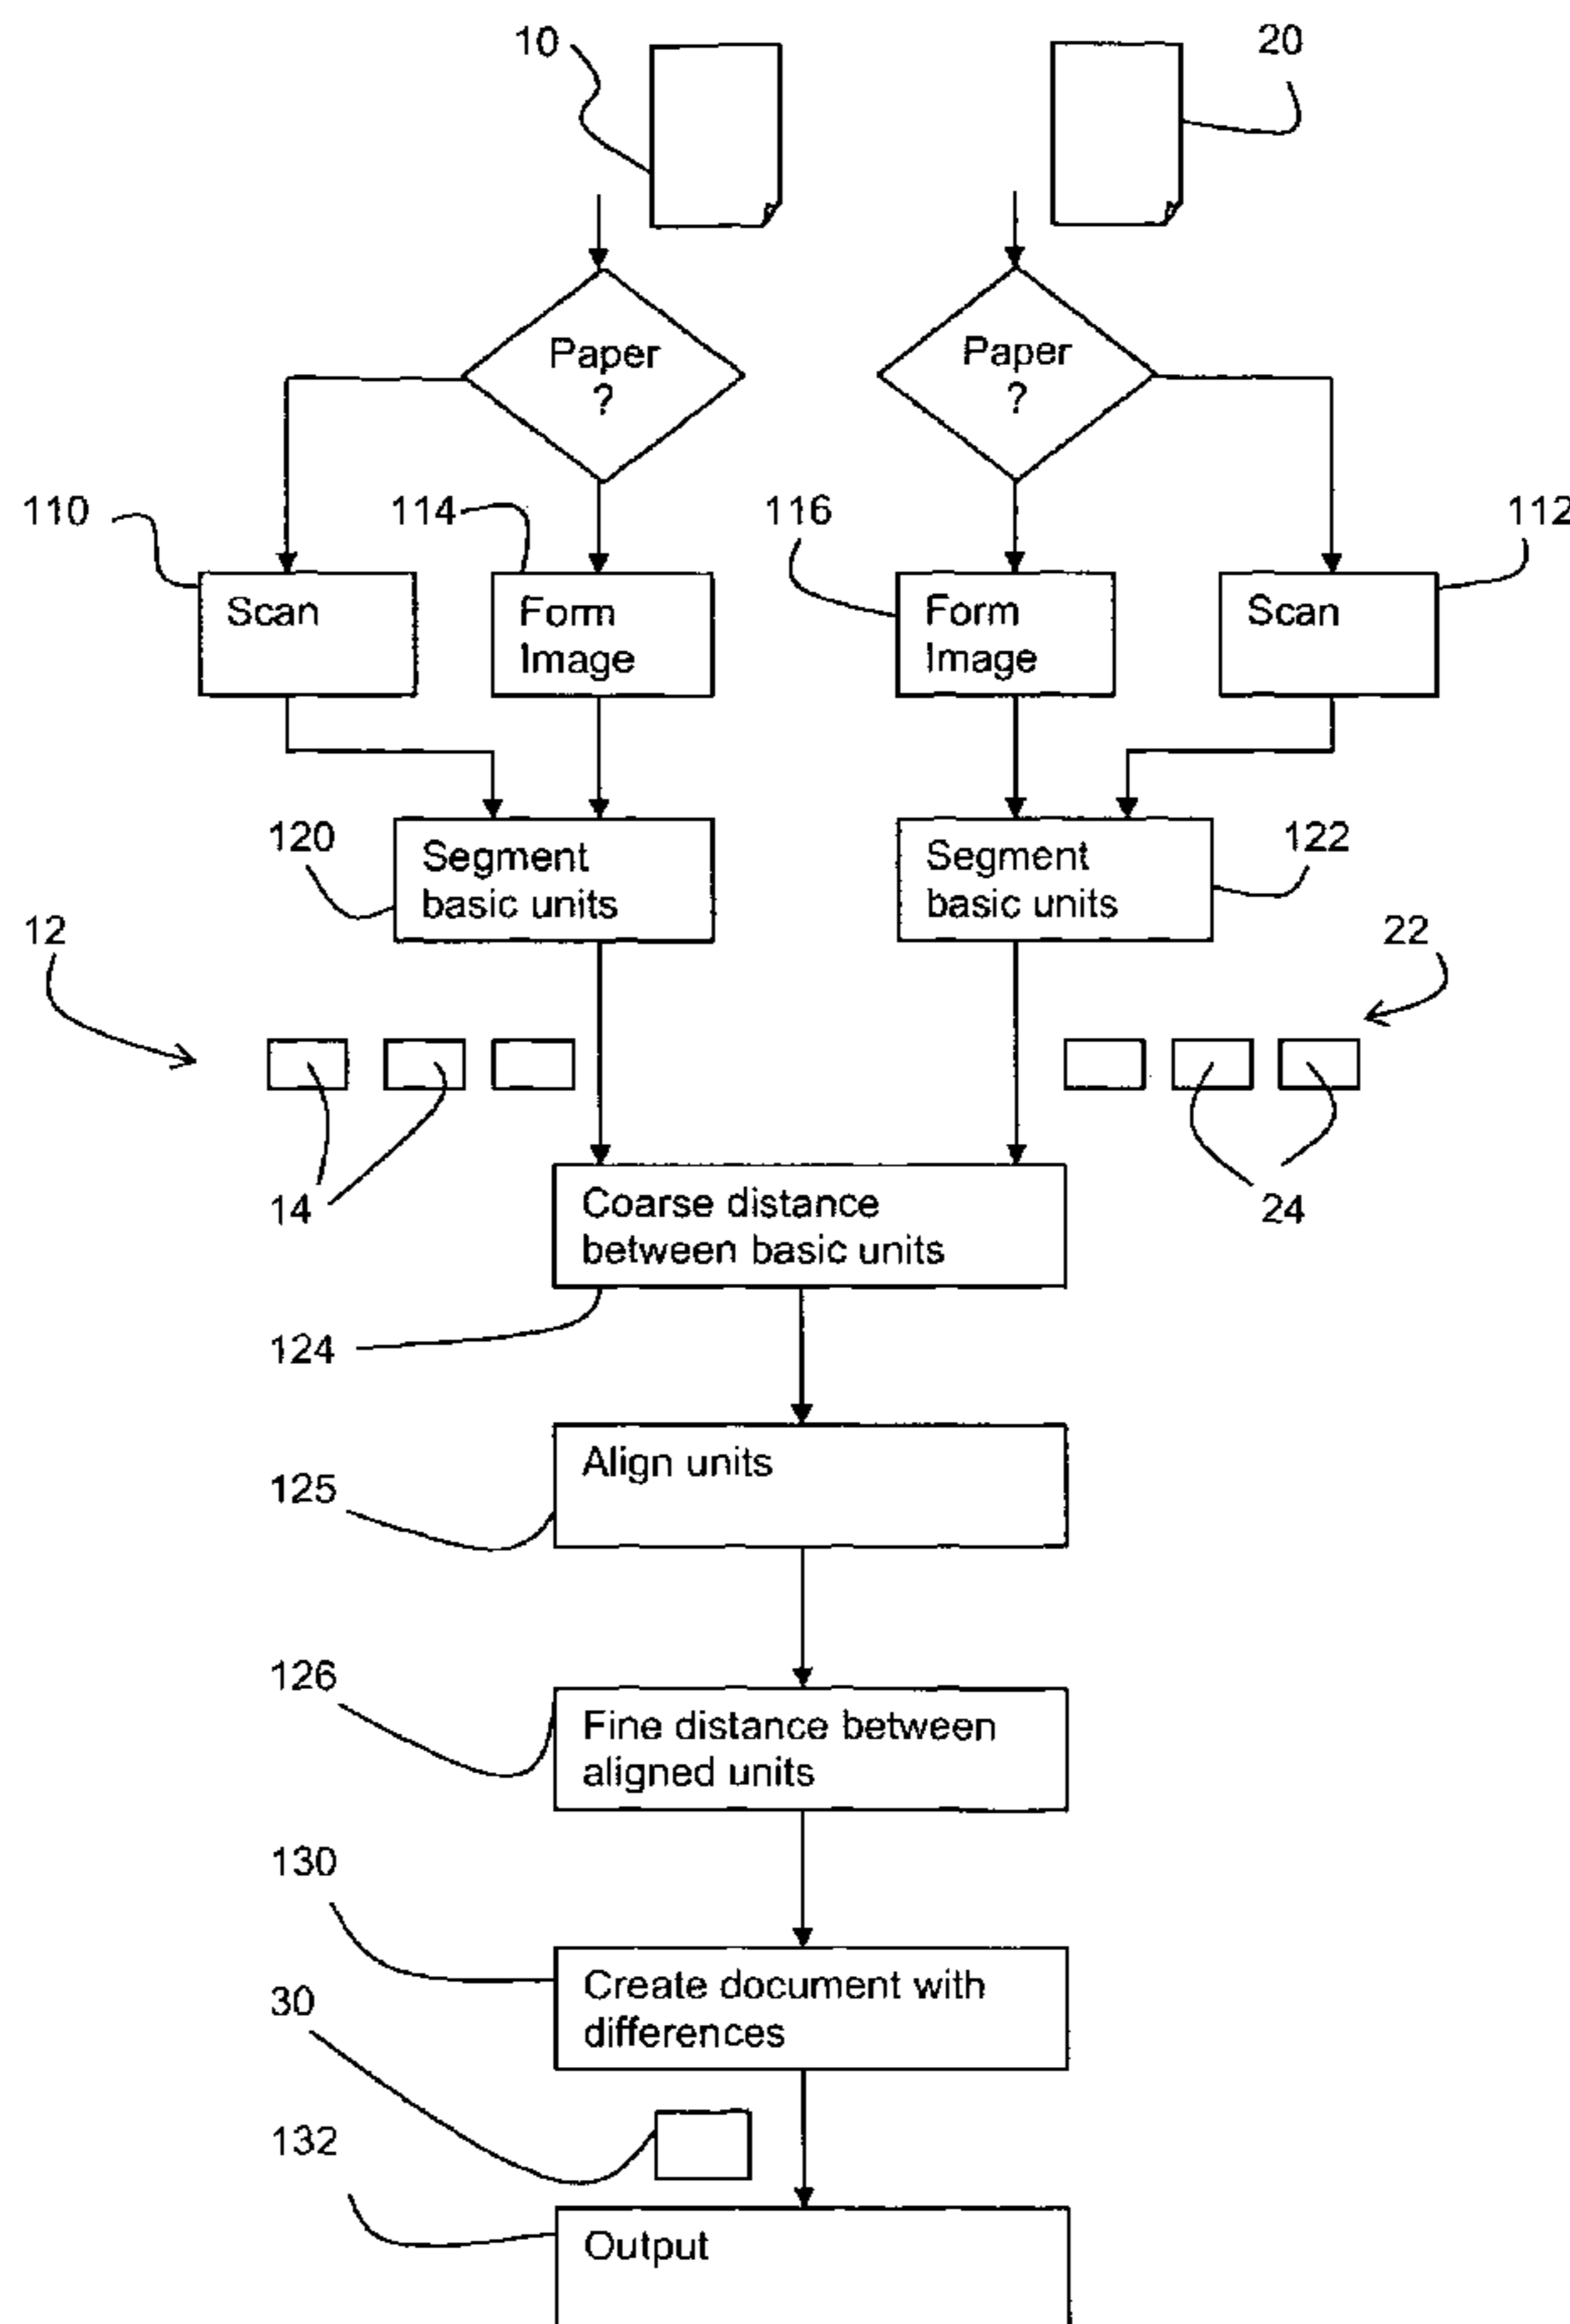 10
20
Paper
?
Paper
?
110
114
116
112
Scan
Form
Image
Form
Image
Scan
120
Segment
basic units
Segment
basic units
122
12
22
14
24
Coarse distance
between basic units
124
Align units
125
126
Fine distance between
aligned units
130
Create document with
differences
30
132
Output